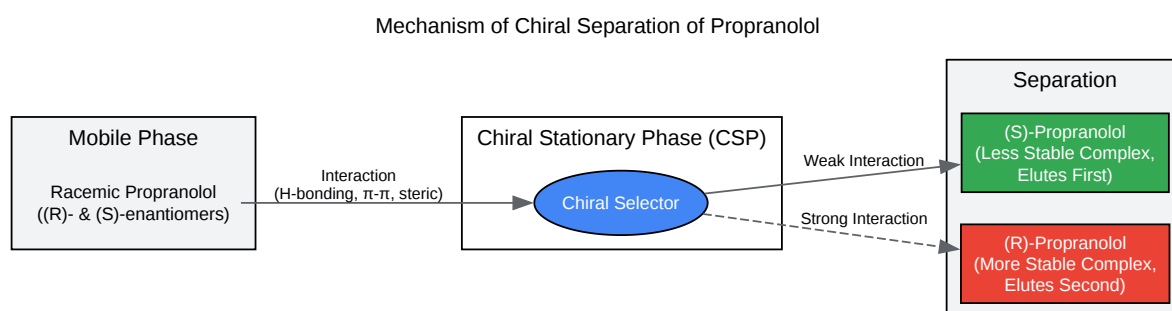 Mechanism of Chiral Separation of Propranolol
Mobile Phase
Racemic Propranolol
((R)- & (S)-enantiomers)
Interaction
(H-bonding, π-π, steric)
Chiral Stationary Phase (CSP)
Chiral Selector
Weak Interaction
Strong Interaction
Separation
(S)-Propranolol
(Less Stable Complex,
Elutes First)
(R)-Propranolol
(More Stable Complex,
Elutes Second)